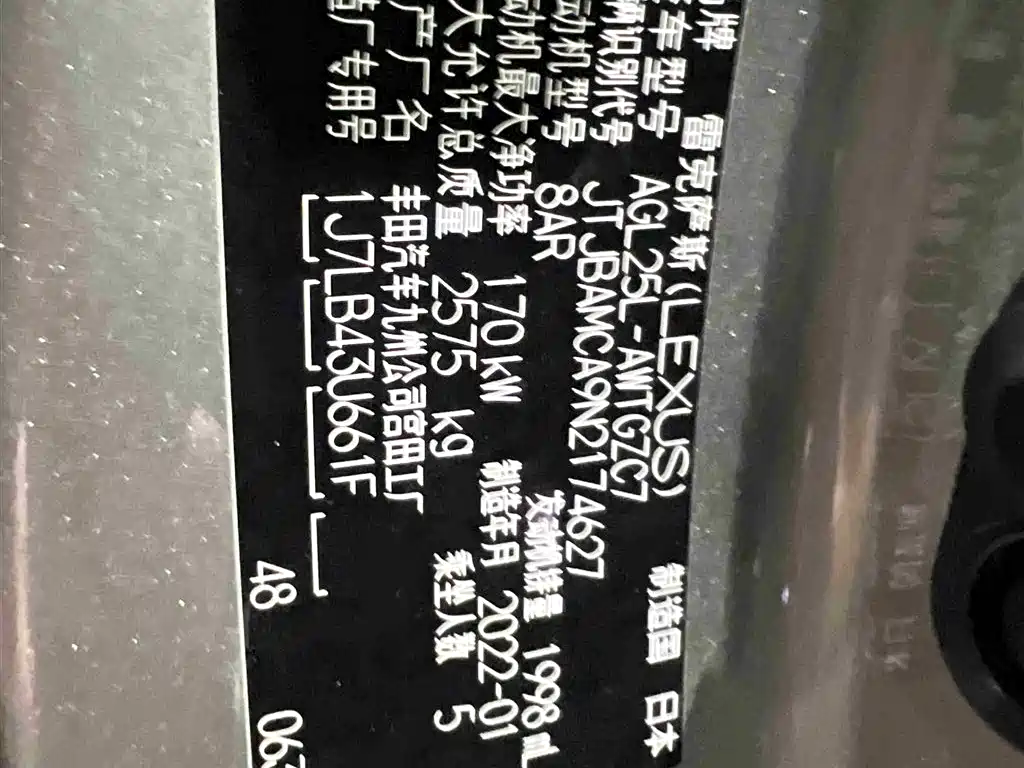 牌 雷克萨斯(LEXUS) 制造国 日本
车型号 AGL25L-AWTGZC7
辆识别代号 JTJBAMCA9N2174627
动机型号 8AR 发动机排量 1998 mL
动机最大净功率 170 kW 制造年月 2022-01
大允许总质量 2575 kg 乘坐人数 5
产厂名 丰田汽车九州公司宫田工厂
厂专用号 1J7LB43U661F
48 06